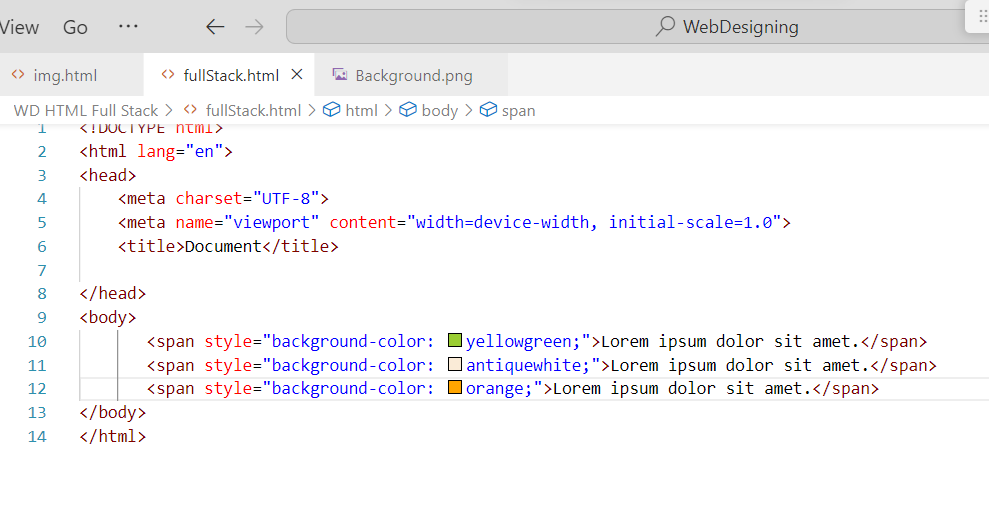 View Go ··· WebDesigning
img.html fullStack.html Background.png
WD HTML Full Stack > fullStack.html > html > body > span
1 <!DOCTYPE html>
2 <html lang="en">
3 <head>
4     <meta charset="UTF-8">
5     <meta name="viewport" content="width=device-width, initial-scale=1.0">
6     <title>Document</title>
7
8 </head>
9 <body>
10        <span style="background-color: yellowgreen;">Lorem ipsum dolor sit amet.</span>
11        <span style="background-color: antiquewhite;">Lorem ipsum dolor sit amet.</span>
12        <span style="background-color: orange;">Lorem ipsum dolor sit amet.</span>
13 </body>
14 </html>